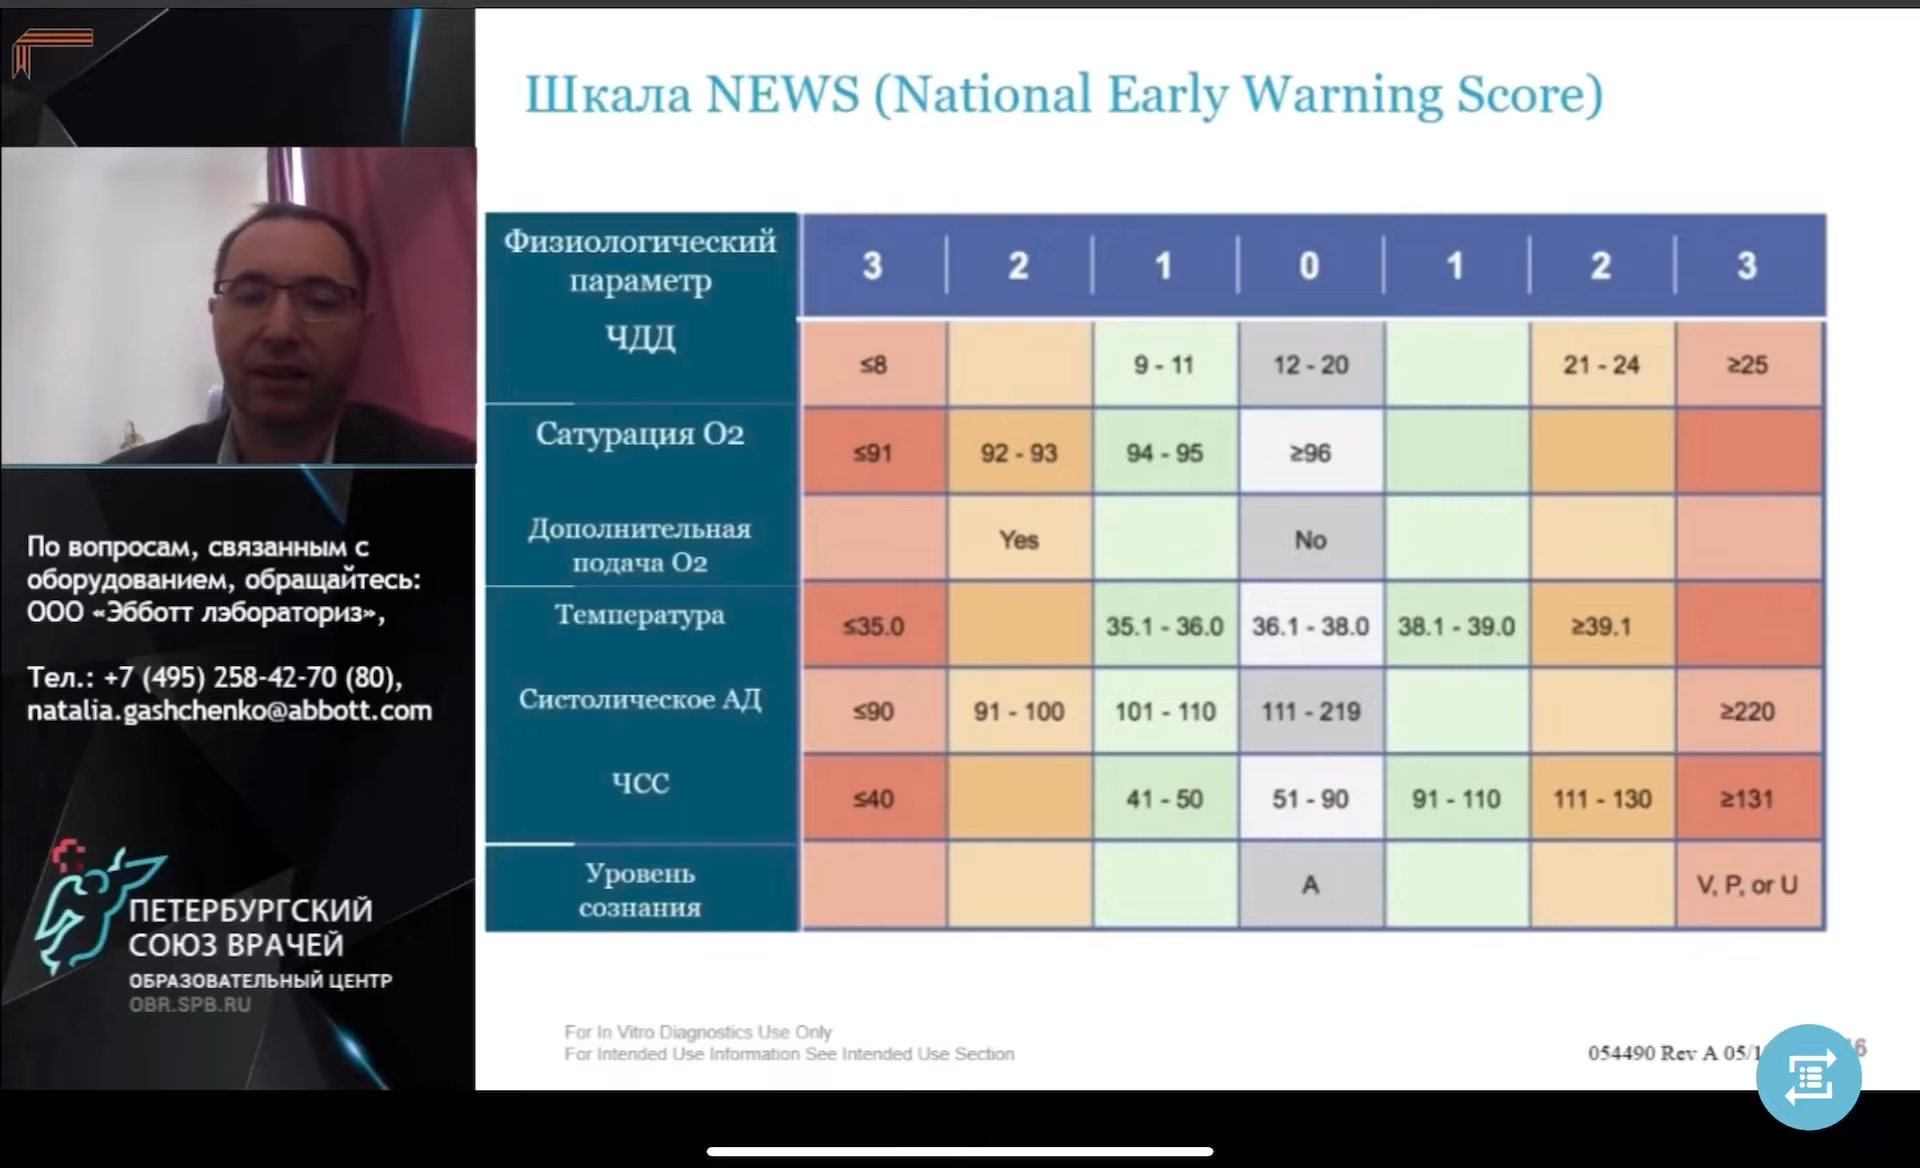 Шкала NEWS (National Early Warning Score)
Физиологический
параметр
3 2 1 0 1 2 3
ЧДД
≤8 9 - 11 12 - 20 21 - 24 ≥25
Сатурация O2
≤91 92 - 93 94 - 95 ≥96
Дополнительная
подача O2
Yes No
Температура
≤35.0 35.1 - 36.0 36.1 - 38.0 38.1 - 39.0 ≥39.1
Систолическое АД
≤90 91 - 100 101 - 110 111 - 219 ≥220
ЧСС
≤40 41 - 50 51 - 90 91 - 110 111 - 130 ≥131
Уровень
сознания
A V, P, or U
По вопросам, связанным с
оборудованием, обращайтесь:
ООО «Эбботт лэбораториз»,
Тел.: +7 (495) 258-42-70 (80),
natalia.gashchenko@abbott.com
ПЕТЕРБУРГСКИЙ
СОЮЗ ВРАЧЕЙ
ОБРАЗОВАТЕЛЬНЫЙ ЦЕНТР
OBR.SPB.RU
For In Vitro Diagnostics Use Only
For Intended Use Information See Intended Use Section
054490 Rev A 05/1